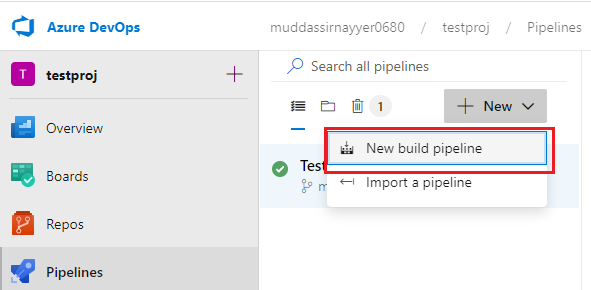 Azure DevOps
muddassirnayyer0680 / testproj / Pipelines
T testproj
Search all pipelines
1
New
Overview
New build pipeline
Test
Import a pipeline
Boards
Repos
Pipelines